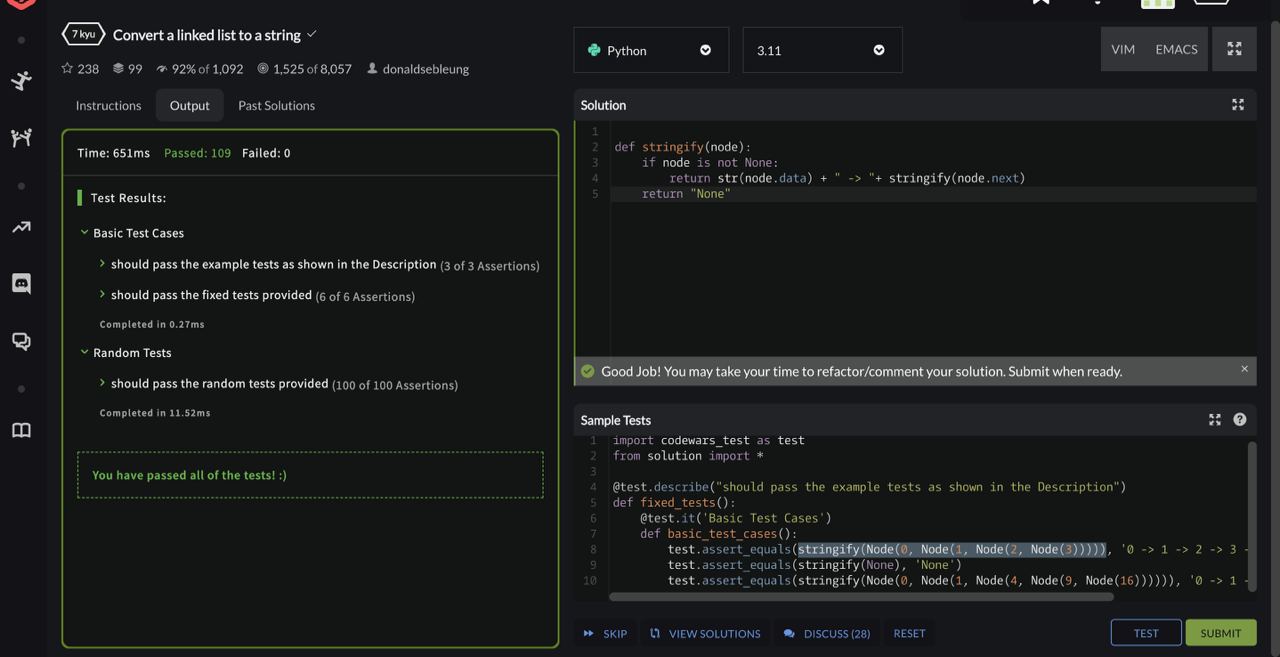 7 kyu Convert a linked list to a string
238 99 92% of 1,092 1,525 of 8,057 donaldsebleung
Instructions Output Past Solutions
Time: 651ms Passed: 109 Failed: 0
Test Results:
Basic Test Cases
should pass the example tests as shown in the Description (3 of 3 Assertions)
should pass the fixed tests provided (6 of 6 Assertions)
Completed in 0.27ms
Random Tests
should pass the random tests provided (100 of 100 Assertions)
Completed in 11.52ms
You have passed all of the tests! :)
Python 3.11 VIM EMACS
Solution
1
2 def stringify(node):
3 if node is not None:
4 return str(node.data) + " -> "+ stringify(node.next)
5 return "None"
Good Job! You may take your time to refactor/comment your solution. Submit when ready.
Sample Tests
1 import codewars_test as test
2 from solution import *
3
4 @test.describe("should pass the example tests as shown in the Description")
5 def fixed_tests():
6 @test.it('Basic Test Cases')
7 def basic_test_cases():
8 test.assert_equals(stringify(Node(0, Node(1, Node(2, Node(3))))), '0 -> 1 -> 2 -> 3 -
9 test.assert_equals(stringify(None), 'None')
10 test.assert_equals(stringify(Node(0, Node(1, Node(4, Node(9, Node(16)))))), '0 -> 1 -
SKIP VIEW SOLUTIONS DISCUSS (28) RESET TEST SUBMIT